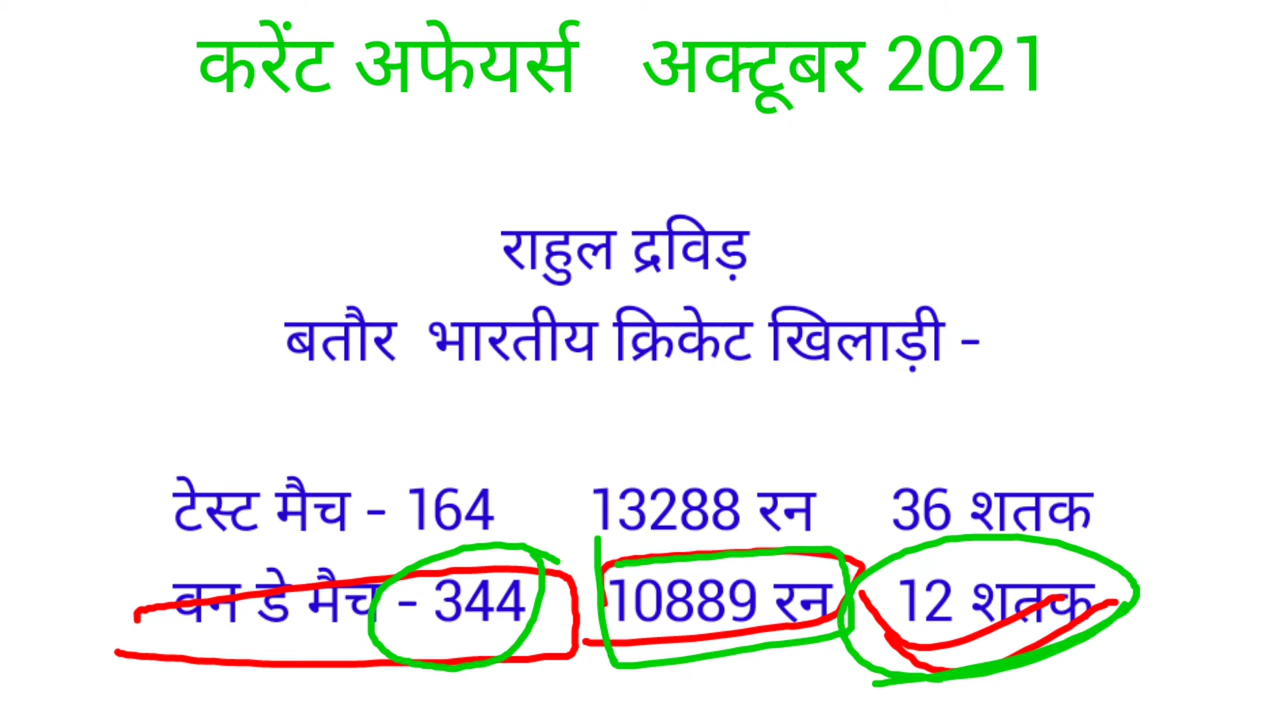 करेंट अफेयर्स अक्टूबर 2021
राहुल द्रविड़
बतौर भारतीय क्रिकेट खिलाड़ी -
टेस्ट मैच - 164 13288 रन 36 शतक
वन डे मैच - 344 10889 रन 12 शतक